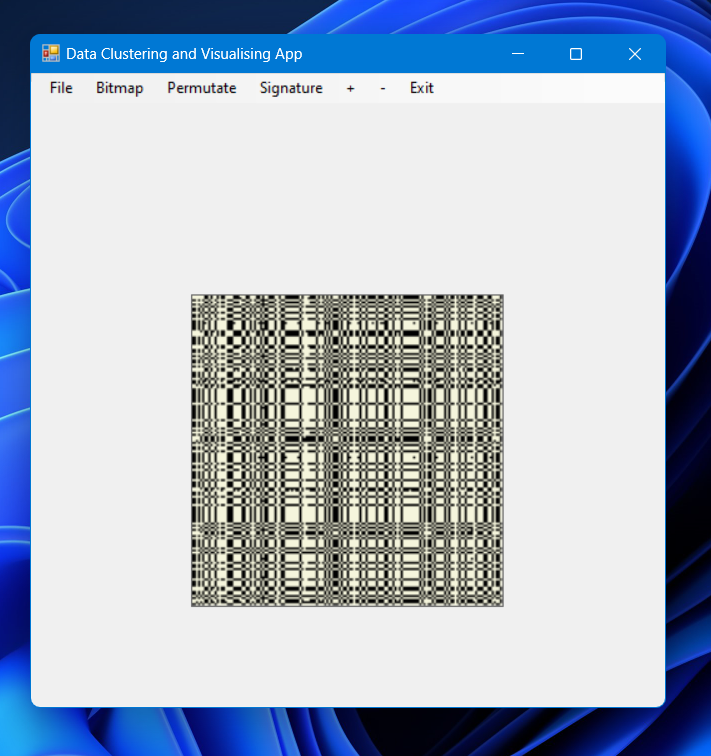 Data Clustering and Visualising App
File Bitmap Permutate Signature + - Exit